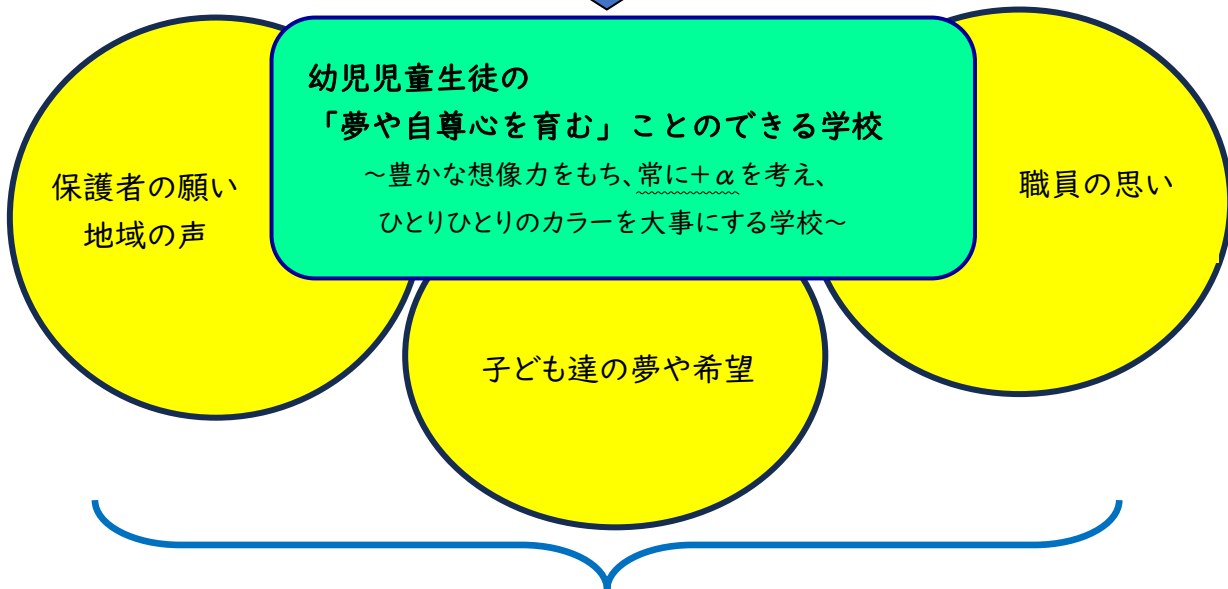 幼児児童生徒の
「夢や自尊心を育む」ことのできる学校
～豊かな想像力をもち、常に+αを考え、
ひとりひとりのカラーを大事にする学校～
保護者の願い
地域の声
職員の思い
子ども達の夢や希望